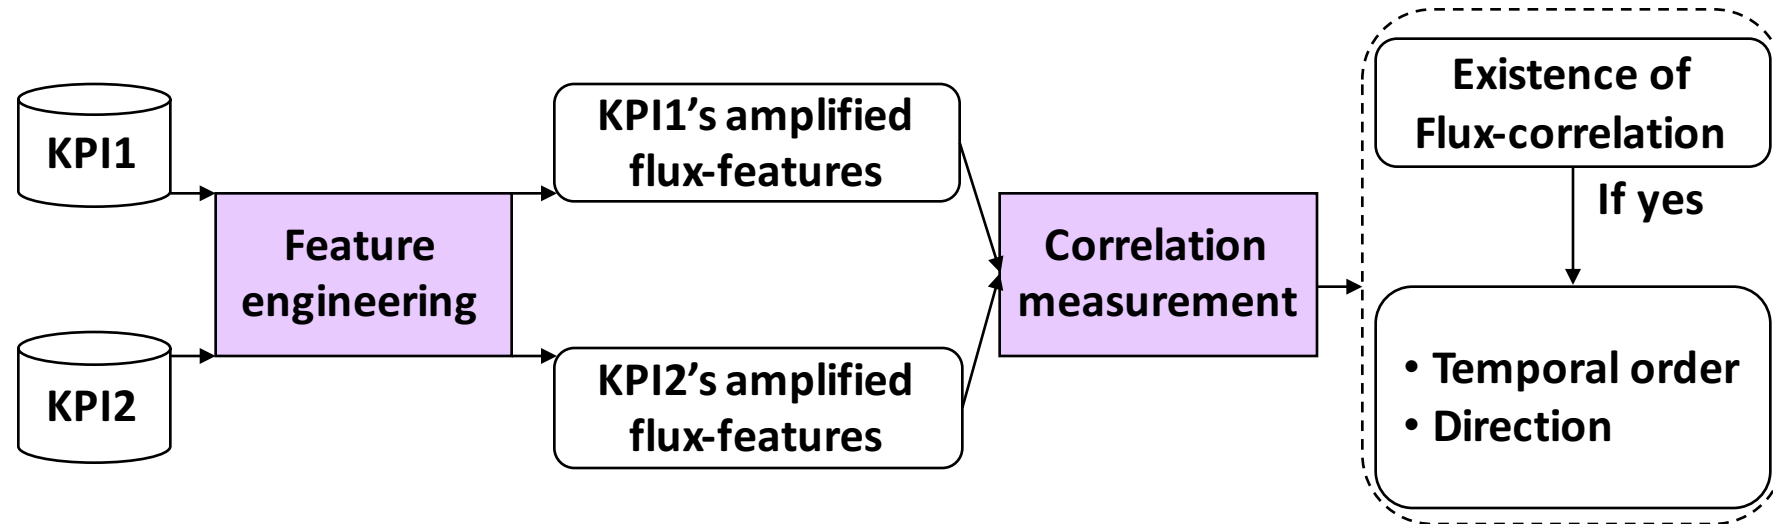 KPI1
KPI2
Feature
engineering
KPI1’s amplified
flux-features
KPI2’s amplified
flux-features
Correlation
measurement
Existence of
Flux-correlation
If yes
• Temporal order
• Direction